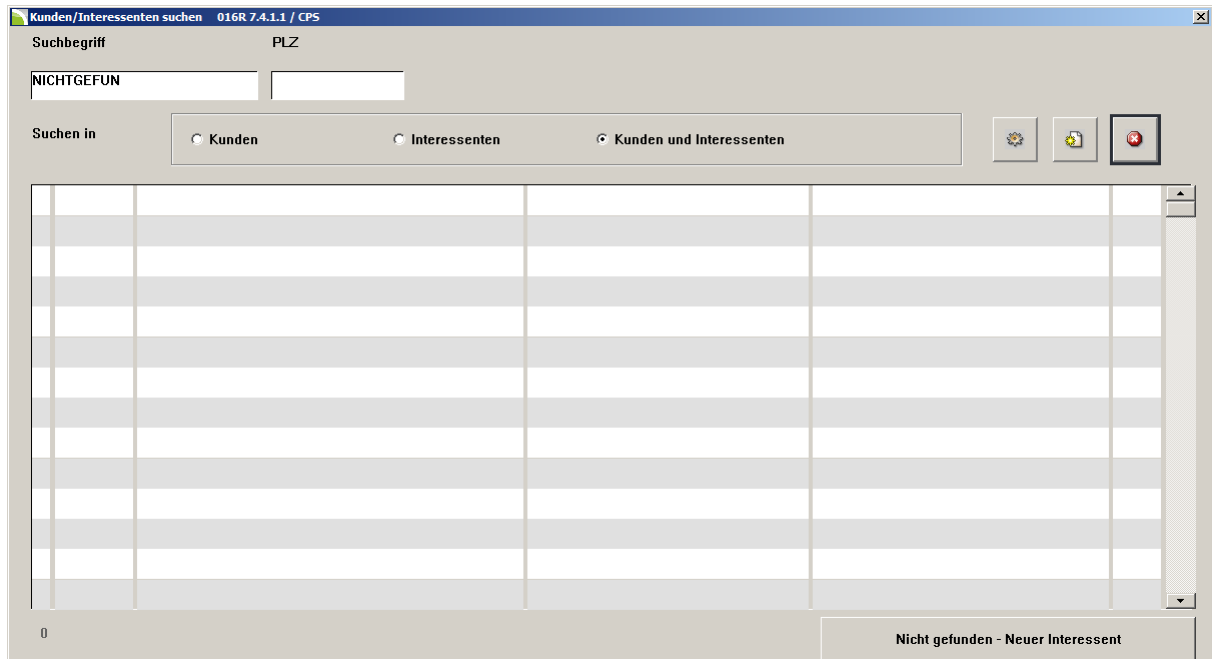 Kunden/Interessenten suchen 016R 7.4.1.1 / CPS
Suchbegriff PLZ
NICHTGEFUN
Suchen in Kunden Interessenten Kunden und Interessenten
0 Nicht gefunden - Neuer Interessent